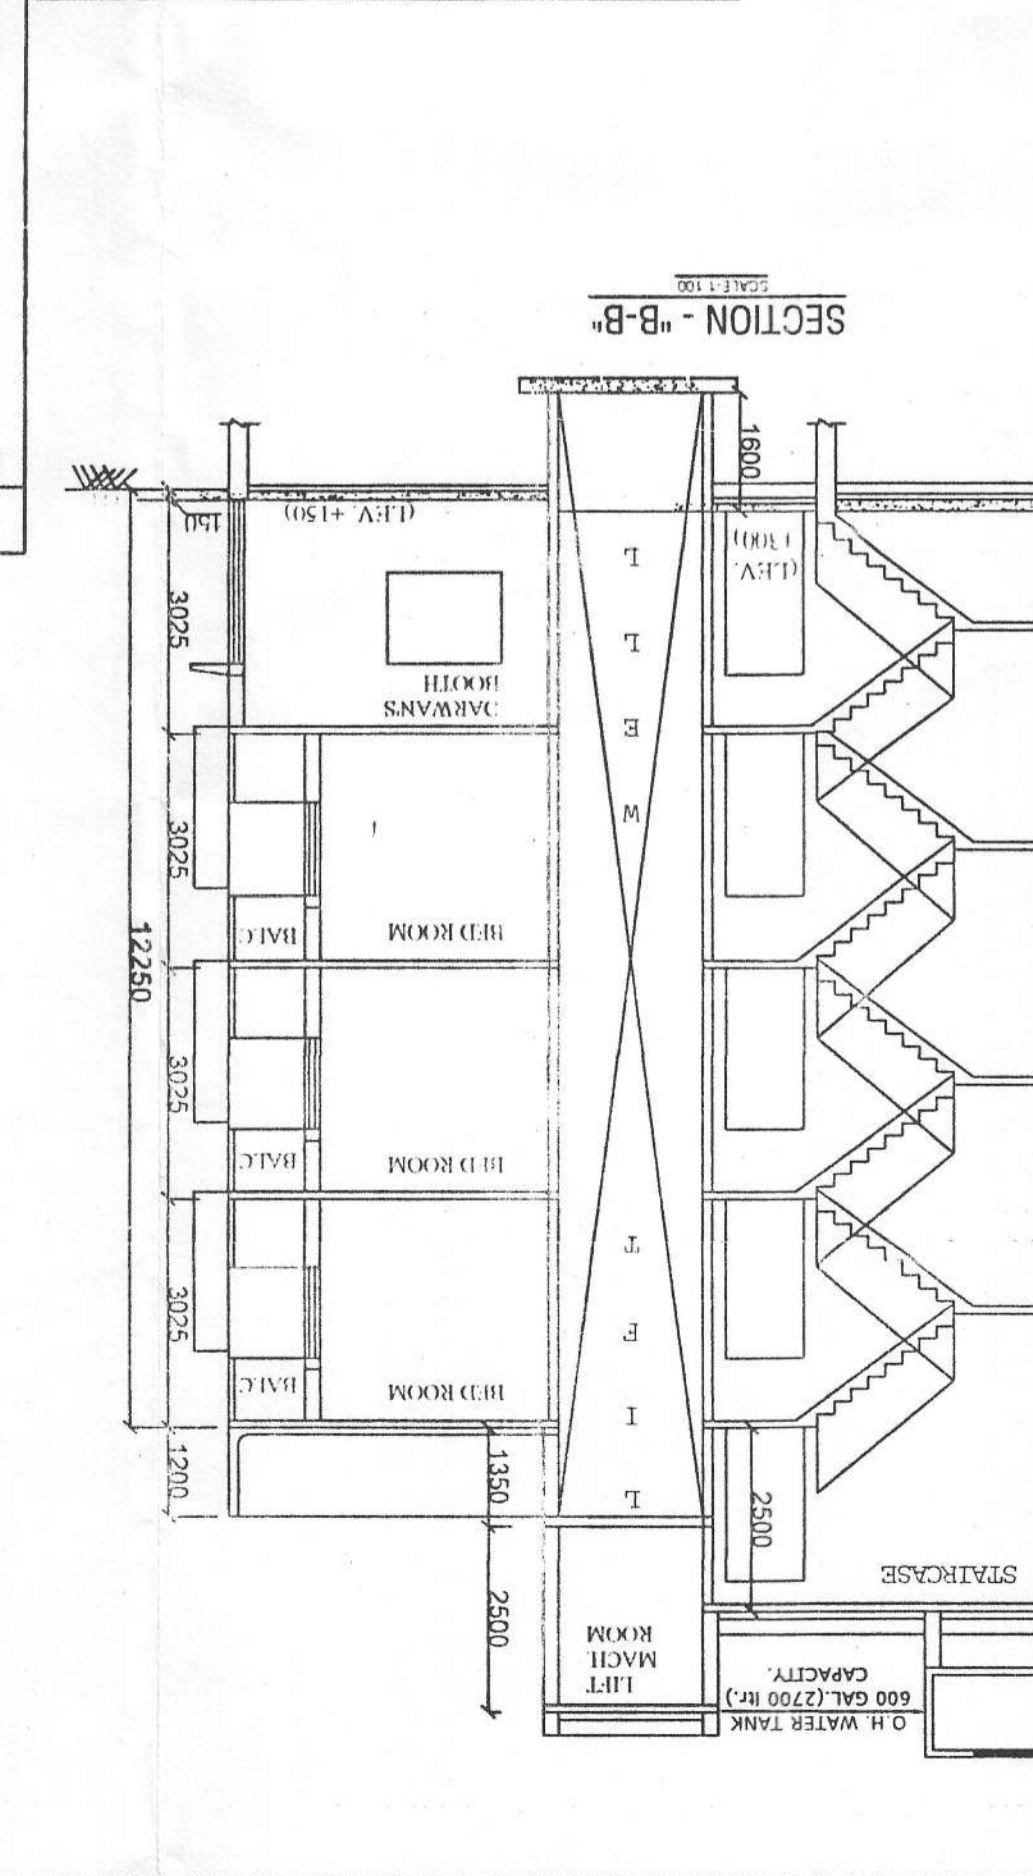 O.H. WATER TANK
600 GAL.(2700 ltr.)
CAPACITY.
LIFT
MACH.
ROOM
STAIRCASE
2500
2500
1350
1200
L
I
F
T
BED ROOM
BALC
3025
BED ROOM
BALC
3025
12250
BED ROOM
BALC
3025
W
E
L
L
DARWAN'S
BOOTH
3025
(LEV.
+300)
(LEV. +150)
150
1600
SECTION - "B-B"
SCALE-1:100